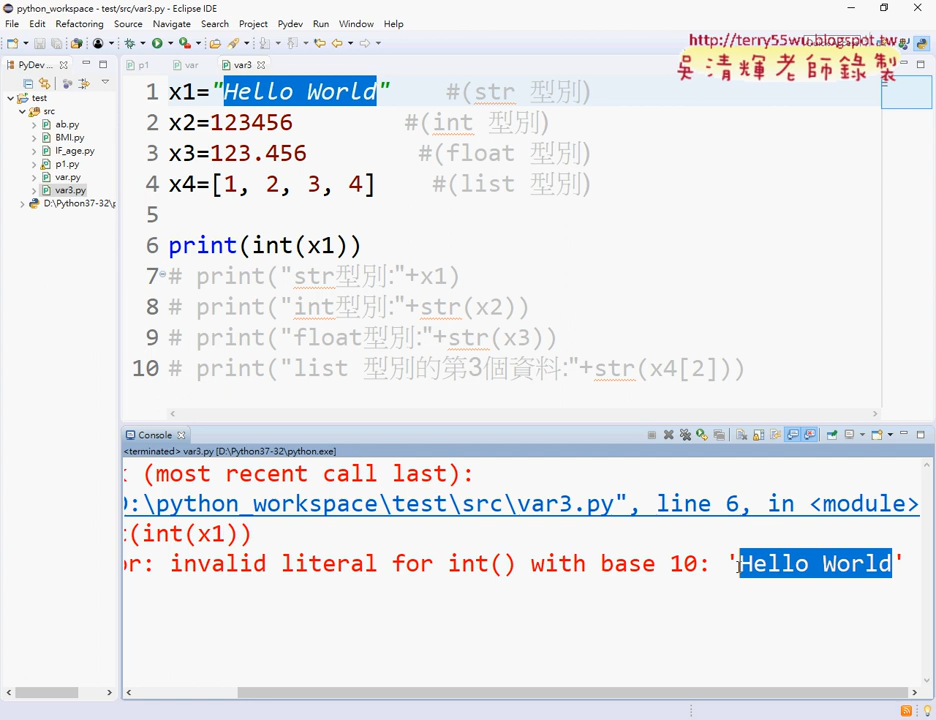 python_workspace - test/src/var3.py - Eclipse IDE
File Edit Refactoring Source Navigate Search Project Pydev Run Window Help
http://terry55wu.blogspot.tw
吳清輝老師錄製
PyDev ...
p1
var
var3
test
src
ab.py
BMI.py
IF_age.py
p1.py
var.py
var3.py
D:\Python37-32\p
1 x1="Hello World" #(str 型別)
2 x2=123456 #(int 型別)
3 x3=123.456 #(float 型別)
4 x4=[1, 2, 3, 4] #(list 型別)
5
6 print(int(x1))
7 # print("str型別:"+x1)
8 # print("int型別:"+str(x2))
9 # print("float型別:"+str(x3))
10 # print("list 型別的第3個資料:"+str(x4[2]))
Console
<terminated> var3.py [D:\Python37-32\python.exe]
(most recent call last):
D:\python_workspace\test\src\var3.py", line 6, in <module>
t(int(x1))
or: invalid literal for int() with base 10: 'Hello World'